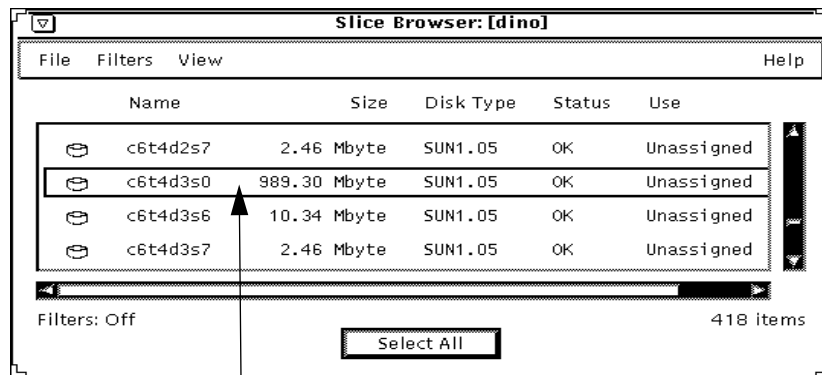 Slice Browser: [dino]
File Filters View Help
Name Size Disk Type Status Use
c6t4d2s7 2.46 Mbyte SUN1.05 OK Unassigned
c6t4d3s0 989.30 Mbyte SUN1.05 OK Unassigned
c6t4d3s6 10.34 Mbyte SUN1.05 OK Unassigned
c6t4d3s7 2.46 Mbyte SUN1.05 OK Unassigned
Filters: Off 418 items
Select All